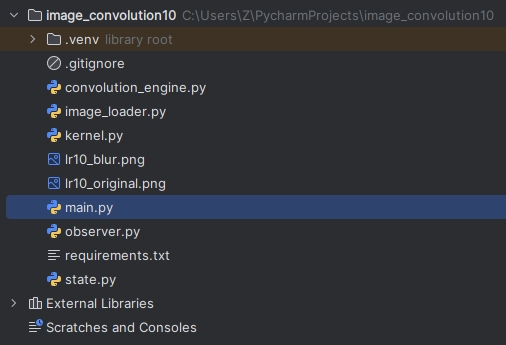 image_convolution10 C:\Users\Z\PycharmProjects\image_convolution10
.venv library root
.gitignore
convolution_engine.py
image_loader.py
kernel.py
lr10_blur.png
lr10_original.png
main.py
observer.py
requirements.txt
state.py
External Libraries
Scratches and Consoles